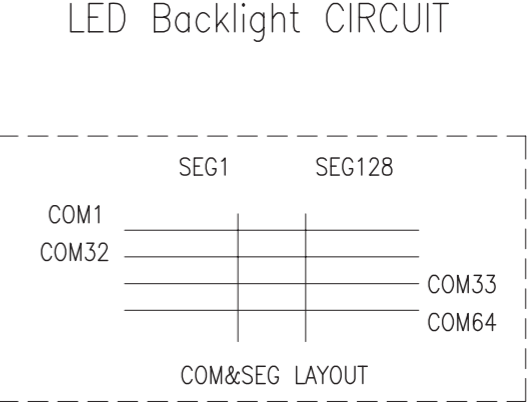 LED Backlight CIRCUIT
SEG1 SEG128
COM1
COM32
COM33
COM64
COM&SEG LAYOUT